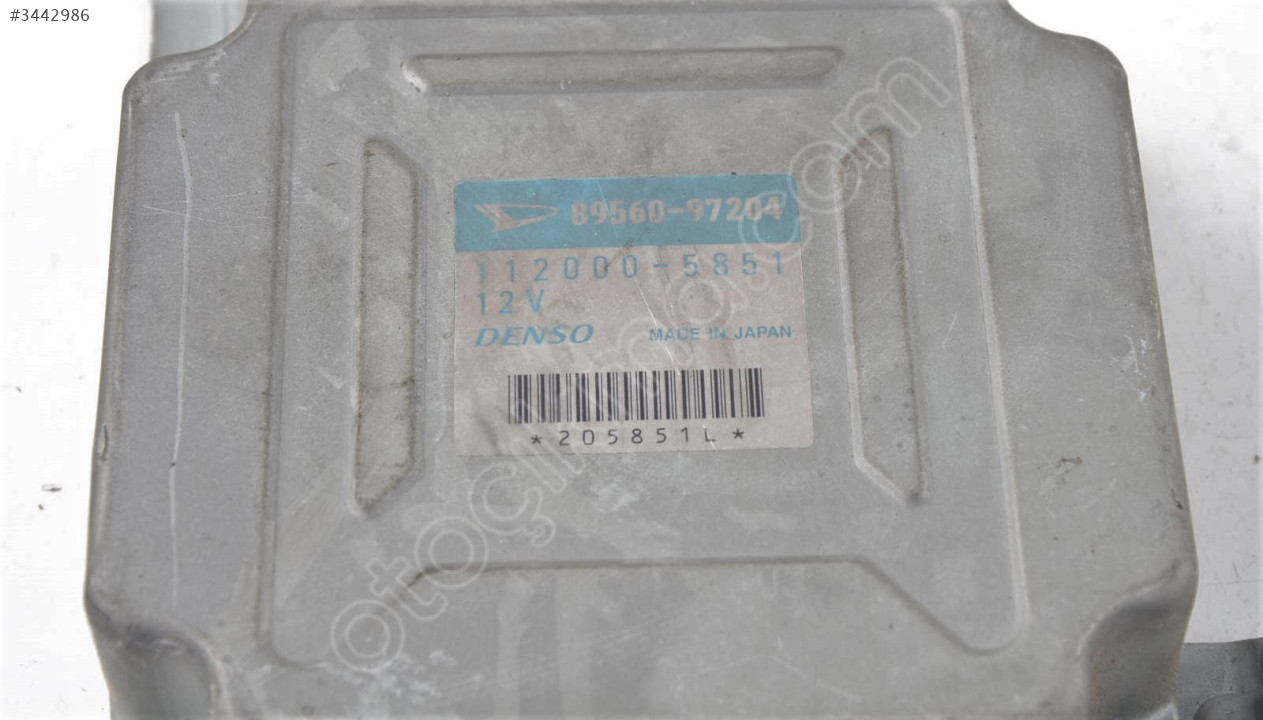 #3442986
89560-97204
112000-5851
12V
DENSO MADE IN JAPAN
*205851L*
otoçıkma.com